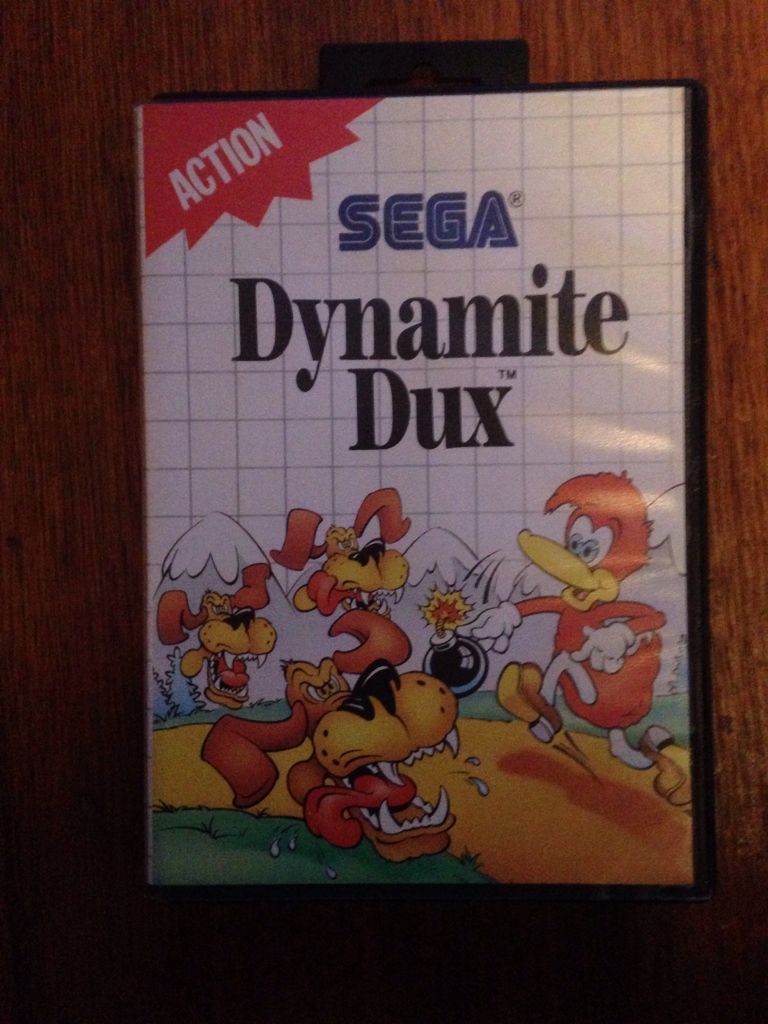 ACTION
SEGA®
Dynamite
Dux™